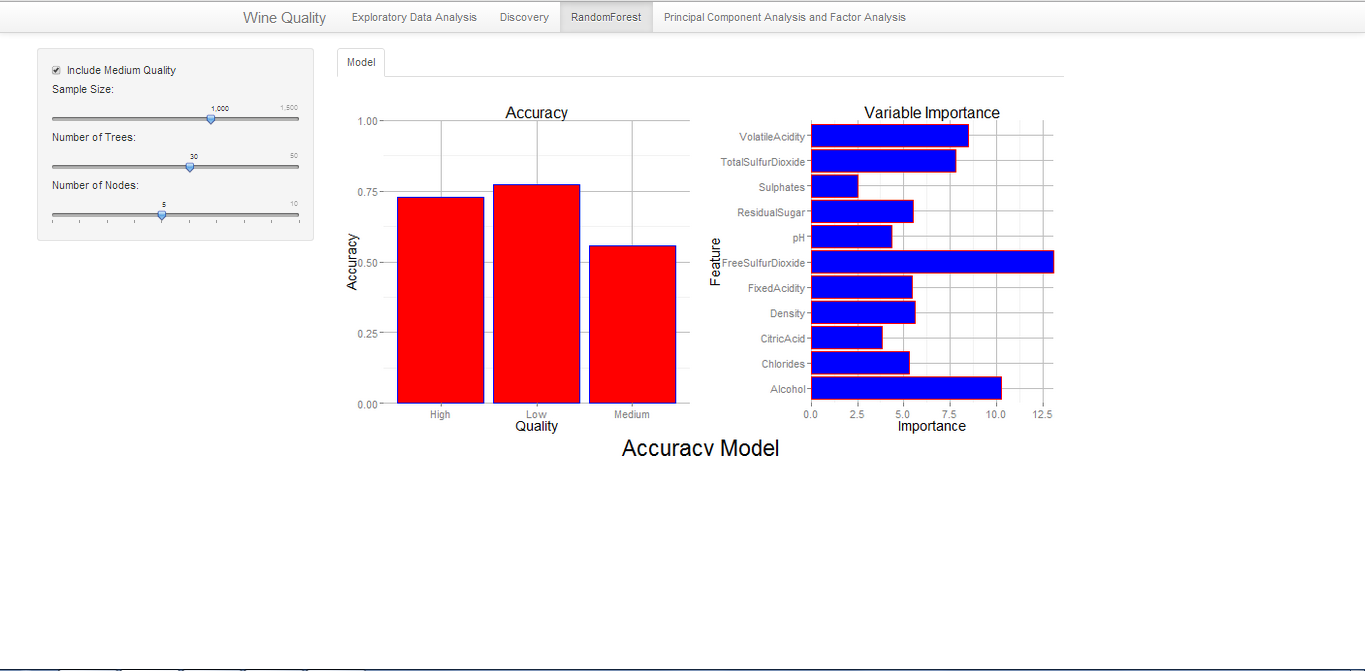 Wine Quality Exploratory Data Analysis Discovery RandomForest Principal Component Analysis and Factor Analysis
Include Medium Quality
Sample Size:
1,000 1,500
Number of Trees:
30 50
Number of Nodes:
5 10
Model
Accuracy
1.00
0.75
0.50
0.25
0.00
Accuracy
High Low Medium
Quality
Variable Importance
VolatileAcidity
TotalSulfurDioxide
Sulphates
ResidualSugar
pH
FreeSulfurDioxide
FixedAcidity
Density
CitricAcid
Chlorides
Alcohol
Feature
0.0 2.5 5.0 7.5 10.0 12.5
Importance
Accuracy Model